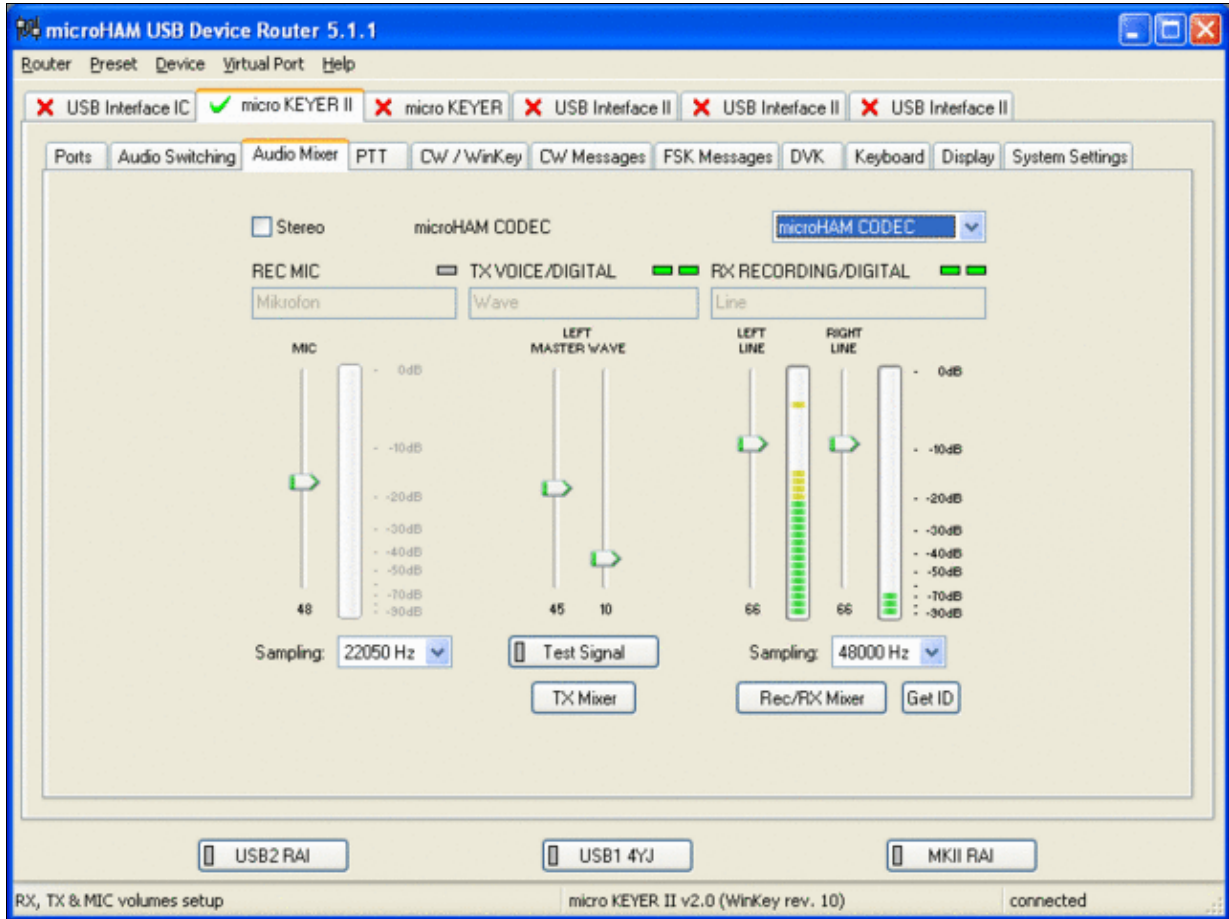 microHAM USB Device Router 5.1.1
Router Preset Device Virtual Port Help
USB Interface IC micro KEYER II micro KEYER USB Interface II USB Interface II USB Interface II
Ports Audio Switching Audio Mixer PTT CW / WinKey CW Messages FSK Messages DVK Keyboard Display System Settings
Stereo microHAM CODEC microHAM CODEC
REC MIC TX VOICE/DIGITAL RX RECORDING/DIGITAL
Mikrofon Wave Line
LEFT LEFT RIGHT
MIC MASTER WAVE LINE LINE
- 0dB - 0dB
- -10dB - -10dB
- -20dB - -20dB
- -30dB - -30dB
- -40dB - -40dB
- -50dB - -50dB
- -70dB - -70dB
- -90dB - -90dB
48 45 10 66 66
Sampling: 22050 Hz Test Signal Sampling: 48000 Hz
TX Mixer Rec/RX Mixer Get ID
USB2 RAI USB1 4YJ MKII RAI
RX, TX & MIC volumes setup micro KEYER II v2.0 (WinKey rev. 10) connected